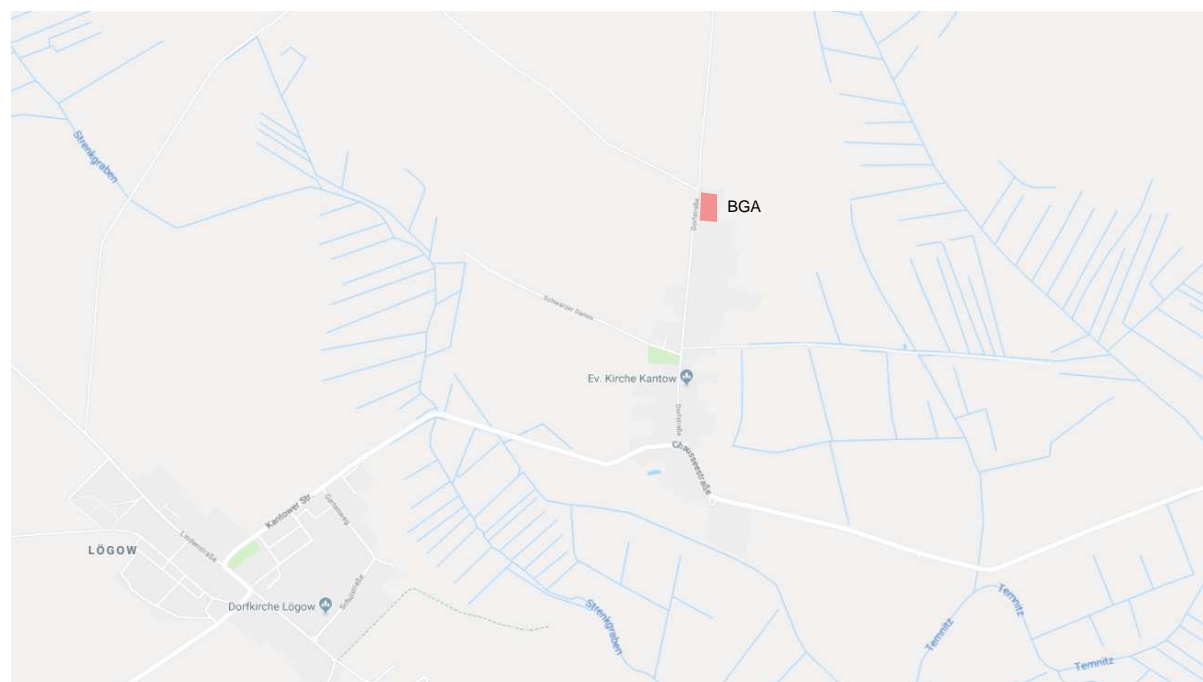 Strenkgraben
Dorfstraße
BGA
Schwarzer Damm
Ev. Kirche Kantow
Dorfstraße
Chausseestraße
Kantower Str.
Gartenweg
Lindenstraße
LÖGOW
Schulstraße
Dorfkirche Lögow
Strenkgraben
Temnitz
Temnitz
Temnitz